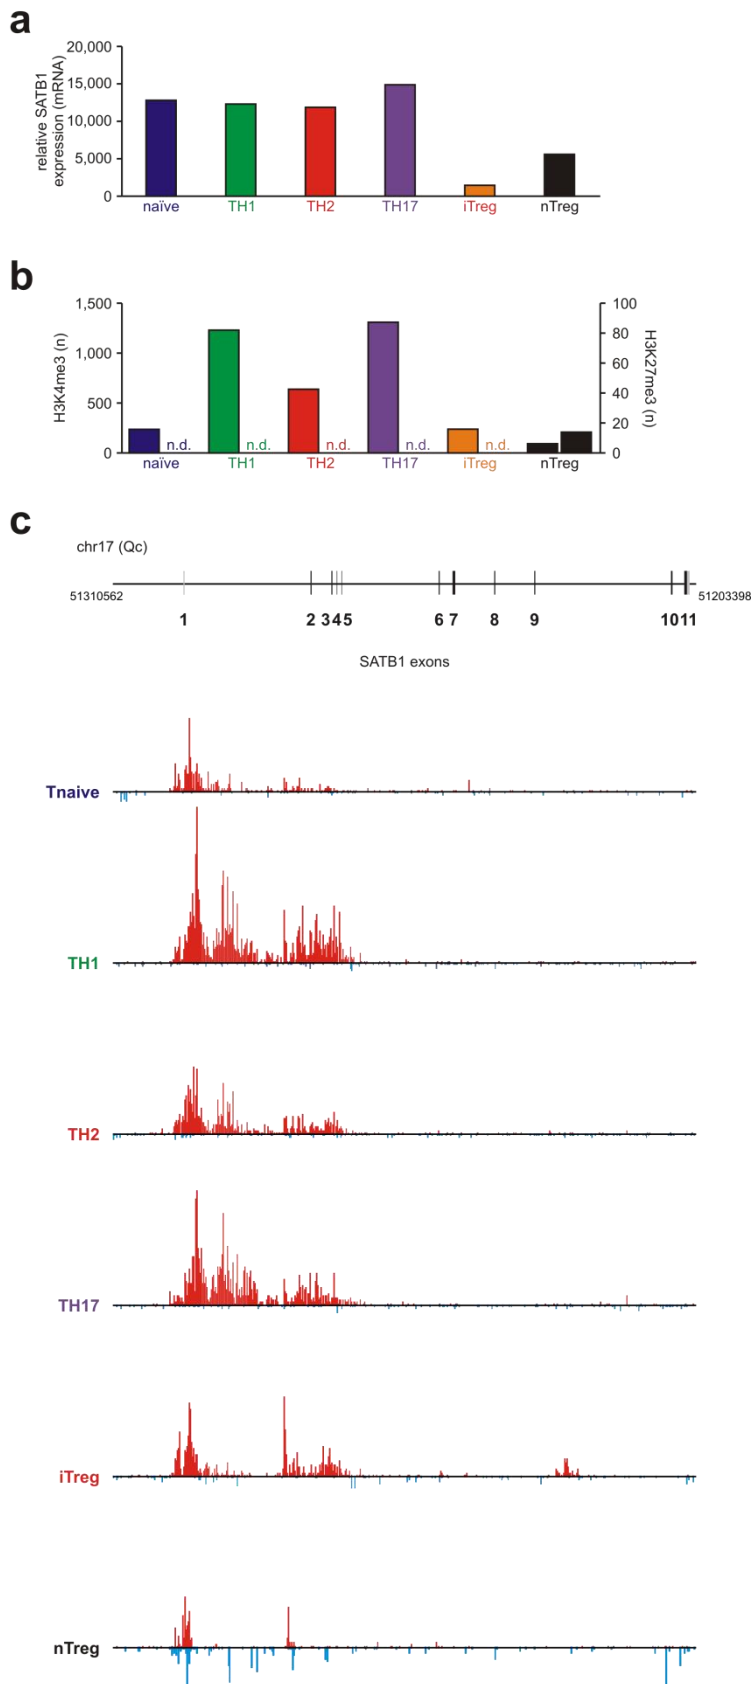 a
relative SATB1
expression (mRNA)
20,000
15,000
10,000
5,000
0
naïve TH1 TH2 TH17 iTreg nTreg
b
H3K4me3 (n)
1,500
1,000
500
0
n.d. n.d. n.d. n.d. n.d.
100
80
60
40
20
0
H3K27me3 (n)
naïve TH1 TH2 TH17 iTreg nTreg
c
chr17 (Qc)
51310562 51203398
1 2 3 4 5 6 7 8 9 10 11
SATB1 exons
Tnaive
TH1
TH2
TH17
iTreg
nTreg